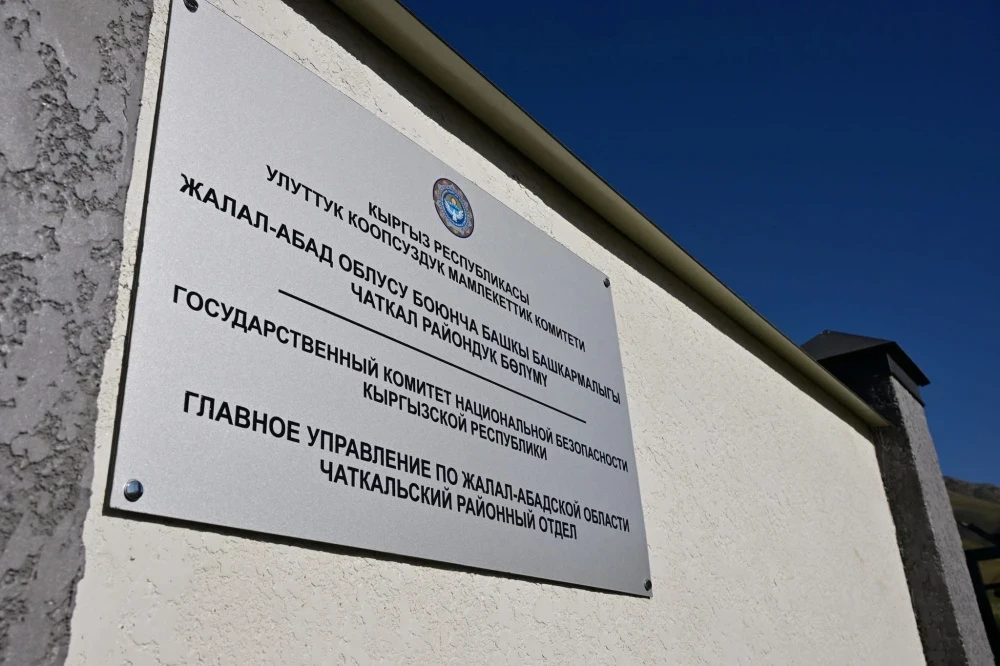 КЫРГЫЗ РЕСПУБЛИКАСЫ
УЛУТТУК КООПСУЗДУК МАМЛЕКЕТТИК КОМИТЕТИ
ЖАЛАЛ-АБАД ОБЛУСУ БОЮНЧА БАШКЫ БАШКАРМАЛЫГЫ
ЧАТКАЛ РАЙОНДУК БӨЛҮМҮ
ГОСУДАРСТВЕННЫЙ КОМИТЕТ НАЦИОНАЛЬНОЙ БЕЗОПАСНОСТИ
КЫРГЫЗСКОЙ РЕСПУБЛИКИ
ГЛАВНОЕ УПРАВЛЕНИЕ ПО ЖАЛАЛ-АБАДСКОЙ ОБЛАСТИ
ЧАТКАЛЬСКИЙ РАЙОННЫЙ ОТДЕЛ